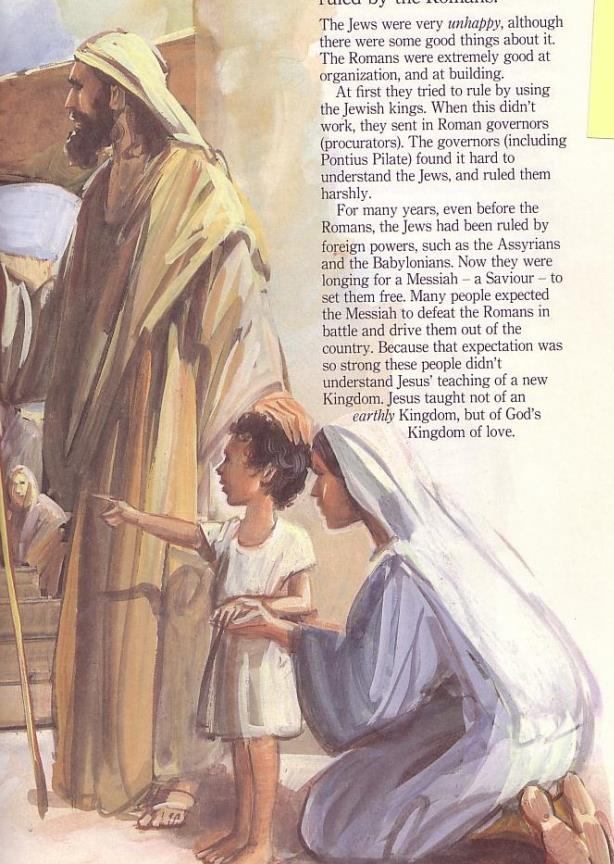 ruled by the Romans.
The Jews were very unhappy, although
there were some good things about it.
The Romans were extremely good at
organization, and at building.
At first they tried to rule by using
the Jewish kings. When this didn't
work, they sent in Roman governors
(procurators). The governors (including
Pontius Pilate) found it hard to
understand the Jews, and ruled them
harshly.
For many years, even before the
Romans, the Jews had been ruled by
foreign powers, such as the Assyrians
and the Babylonians. Now they were
longing for a Messiah – a Saviour – to
set them free. Many people expected
the Messiah to defeat the Romans in
battle and drive them out of the
country. Because that expectation was
so strong these people didn't
understand Jesus' teaching of a new
Kingdom. Jesus taught not of an
earthly Kingdom, but of God's
Kingdom of love.